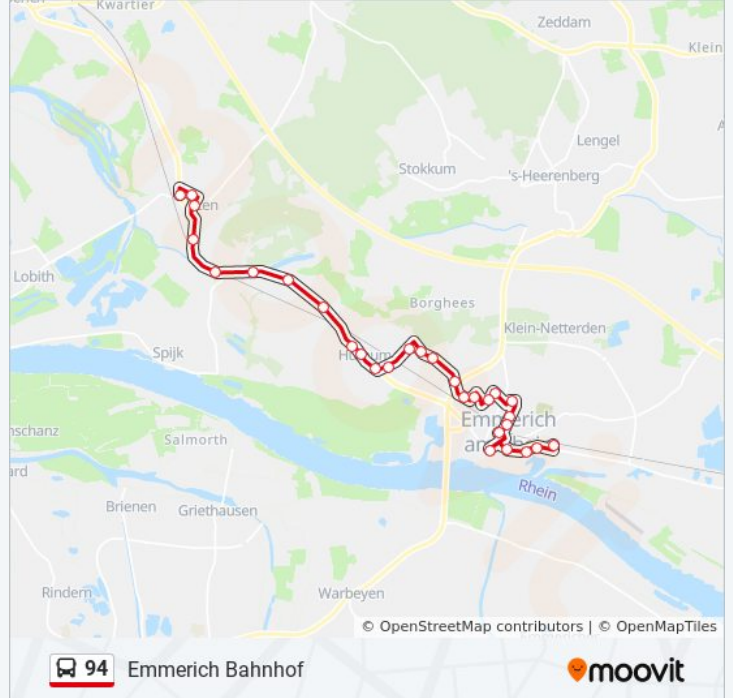 Kwartier
Zeddam
Klein
Lengel
Stokkum
's-Heerenberg
Lobith
Borghees
Klein-Netterden
Spijk
Emmerich
Salmorth
Rhein
Brienen
Griethausen
Rindern
Warbeyen
© OpenStreetMap contributors | © OpenMapTiles
94 Emmerich Bahnhof
moovit